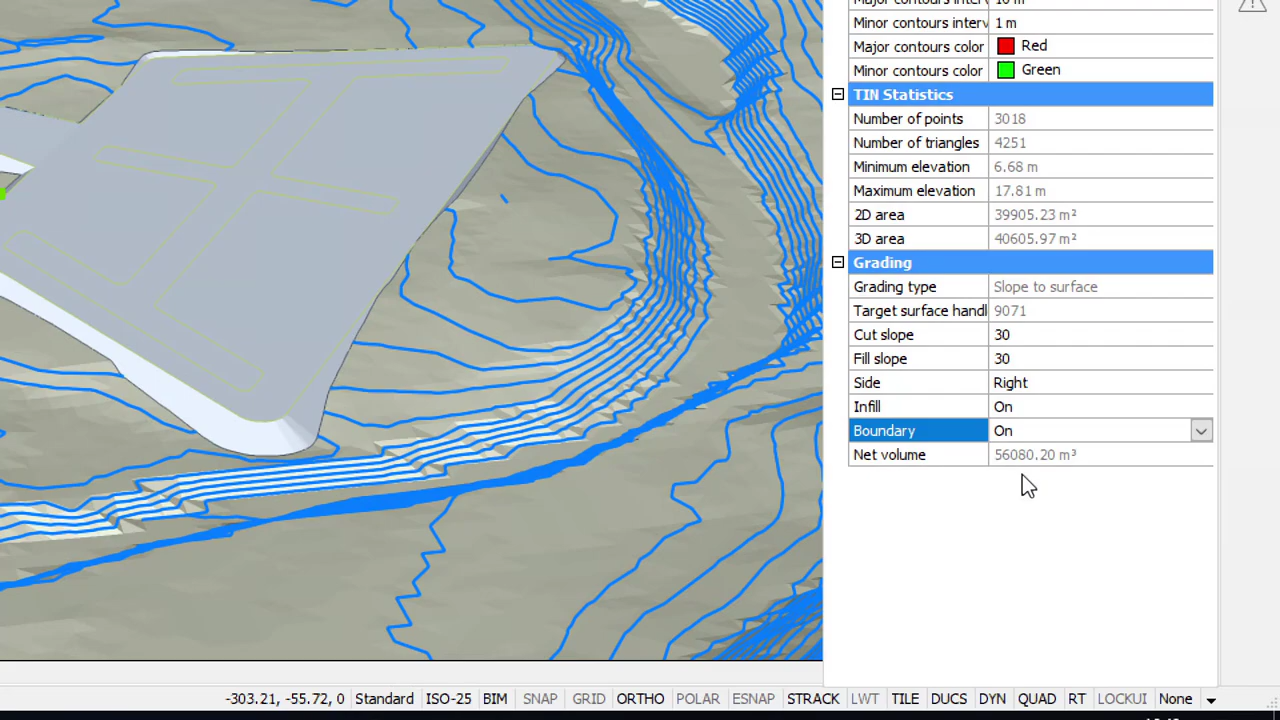 Minor contours interv 1 m
Major contours color Red
Minor contours color Green
TIN Statistics
Number of points 3018
Number of triangles 4251
Minimum elevation 6.68 m
Maximum elevation 17.81 m
2D area 39905.23 m²
3D area 40605.97 m²
Grading
Grading type Slope to surface
Target surface handl 9071
Cut slope 30
Fill slope 30
Side Right
Infill On
Boundary On
Net volume 56080.20 m³
-303.21, -55.72, 0 Standard ISO-25 BIM SNAP GRID ORTHO POLAR ESNAP STRACK LWT TILE DUCS DYN QUAD RT LOCKUI None